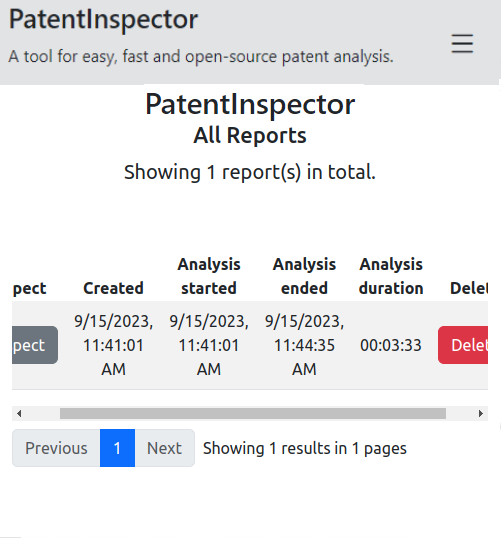 PatentInspector
A tool for easy, fast and open-source patent analysis.
PatentInspector
All Reports
Showing 1 report(s) in total.
pect Created Analysis started Analysis ended Analysis duration Delet
pect 9/15/2023, 11:41:01 AM 9/15/2023, 11:41:01 AM 9/15/2023, 11:44:35 AM 00:03:33 Delet
Previous 1 Next Showing 1 results in 1 pages